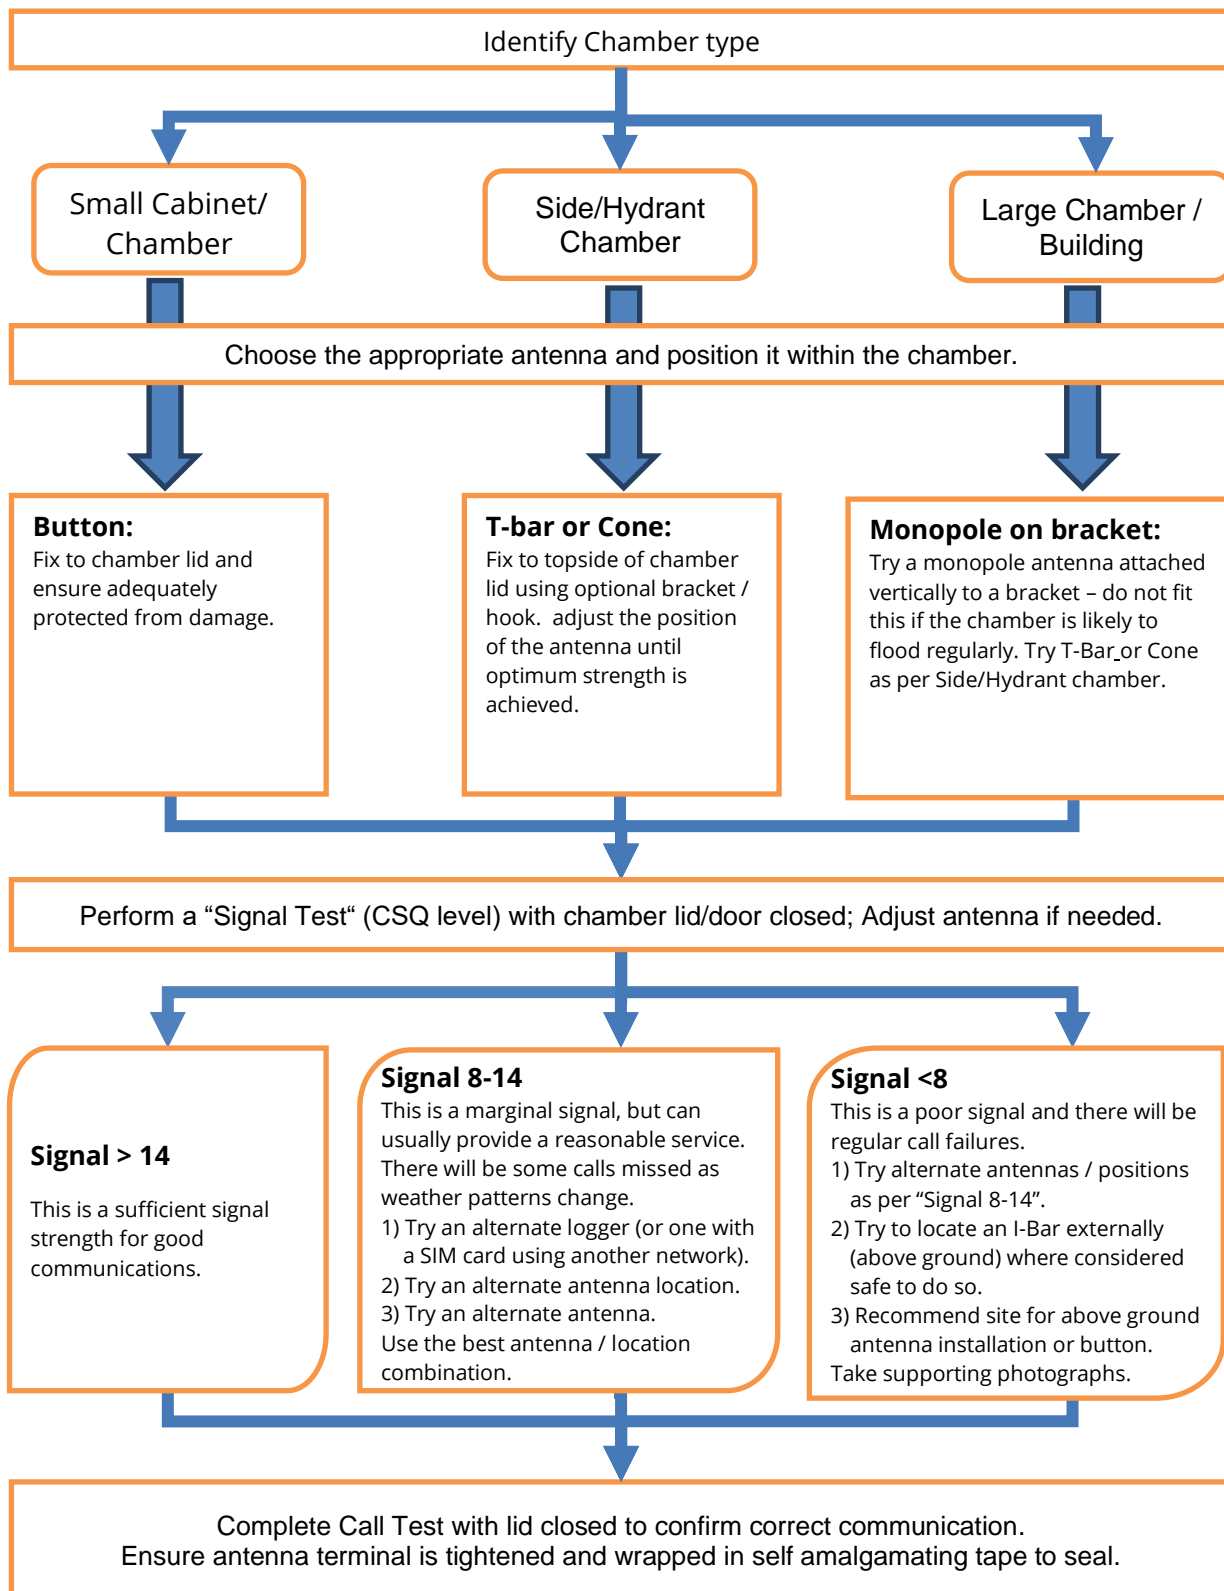 Identify Chamber type
Small Cabinet/
Chamber
Side/Hydrant
Chamber
Large Chamber /
Building
Choose the appropriate antenna and position it within the chamber.
Button:
Fix to chamber lid and
ensure adequately
protected from damage.
T-bar or Cone:
Fix to topside of chamber
lid using optional bracket /
hook.  adjust the position
of the antenna until
optimum strength is
achieved.
Monopole on bracket:
Try a monopole antenna attached
vertically to a bracket – do not fit
this if the chamber is likely to
flood regularly. Try T-Bar or Cone
as per Side/Hydrant chamber.
Perform a “Signal Test“ (CSQ level) with chamber lid/door closed; Adjust antenna if needed.
Signal > 14
This is a sufficient signal
strength for good
communications.
Signal 8-14
This is a marginal signal, but can
usually provide a reasonable service.
There will be some calls missed as
weather patterns change.
1) Try an alternate logger (or one with
a SIM card using another network).
2) Try an alternate antenna location.
3) Try an alternate antenna.
Use the best antenna / location
combination.
Signal <8
This is a poor signal and there will be
regular call failures.
1) Try alternate antennas / positions
as per “Signal 8-14”.
2) Try to locate an I-Bar externally
(above ground) where considered
safe to do so.
3) Recommend site for above ground
antenna installation or button.
Take supporting photographs.
Complete Call Test with lid closed to confirm correct communication.
Ensure antenna terminal is tightened and wrapped in self amalgamating tape to seal.